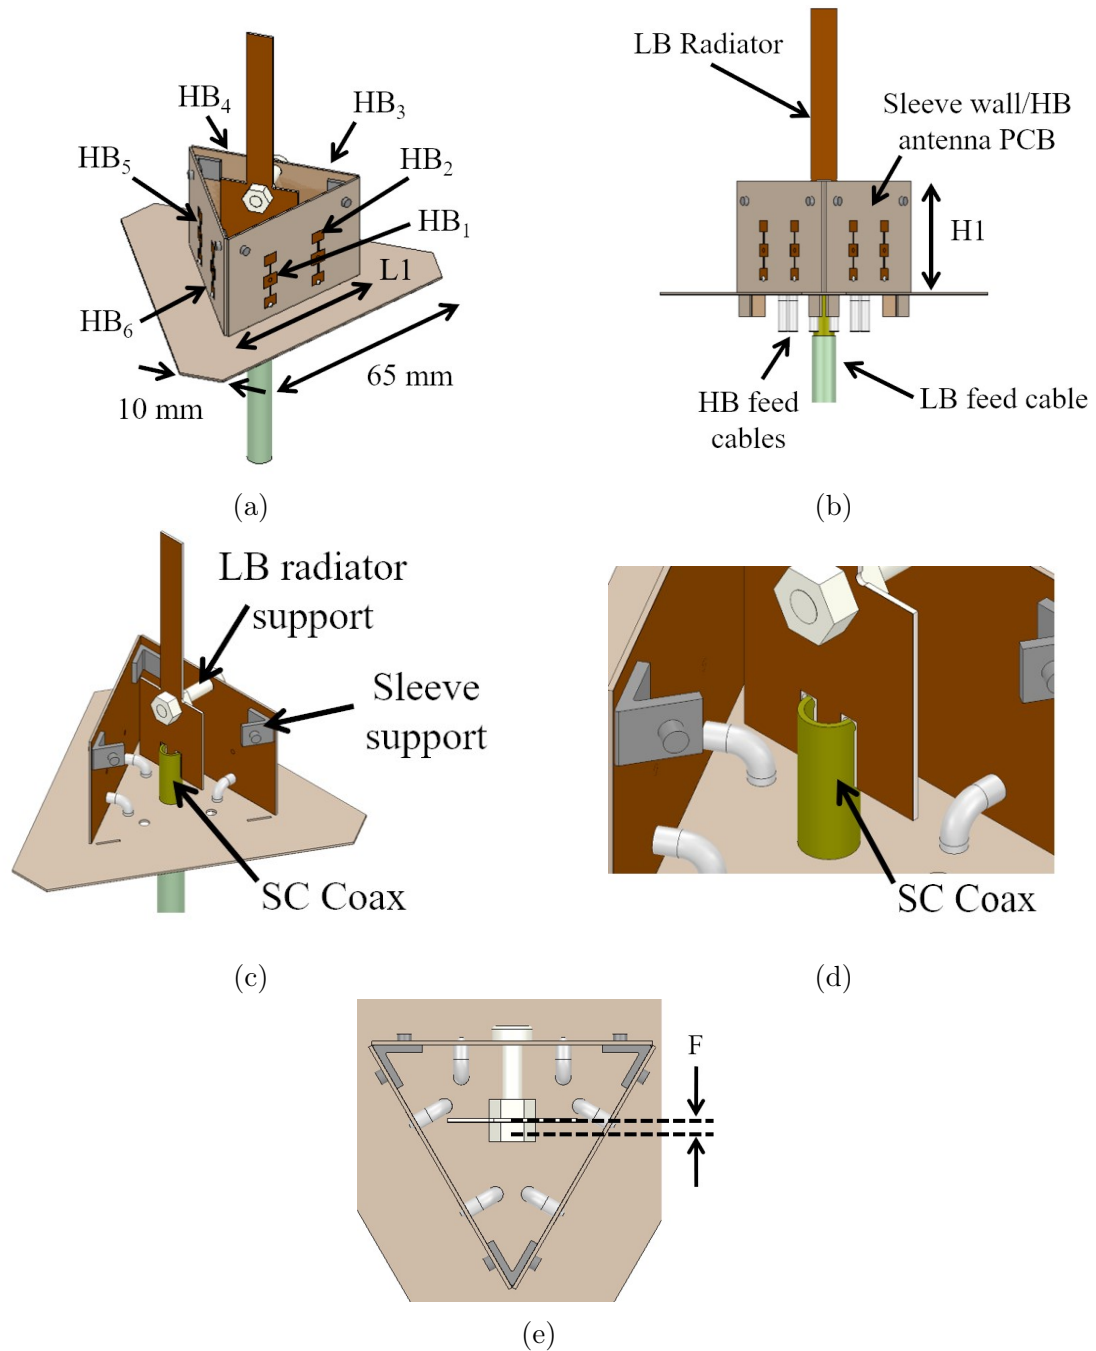 HB4
HB3
HB5
HB2
HB1
L1
HB6
65 mm
10 mm
(a)
LB Radiator
Sleeve wall/HB
antenna PCB
H1
HB feed
cables
LB feed cable
(b)
LB radiator
support
Sleeve
support
SC Coax
(c)
SC Coax
(d)
F
(e)